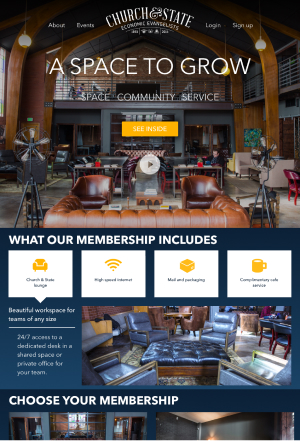 CHURCH & STATE
ECONOMIC EVANGELISTS
About
Events
Login
Sign up
A SPACE TO GROW
SPACE COMMUNITY SERVICE
SEE INSIDE
WHAT OUR MEMBERSHIP INCLUDES
Church & State
lounge
High speed internet
Mail and packaging
Complimentary cafe
service
Beautiful workspace for
teams of any size
24/7 access to a
dedicated desk in a
shared space or
private office for
your team.
CHOOSE YOUR MEMBERSHIP